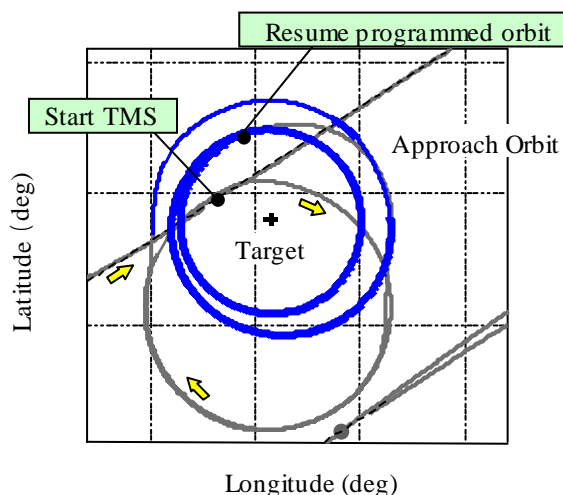 Resume programmed orbit
Start TMS
Approach Orbit
Target
Latitude (deg)
Longitude (deg)